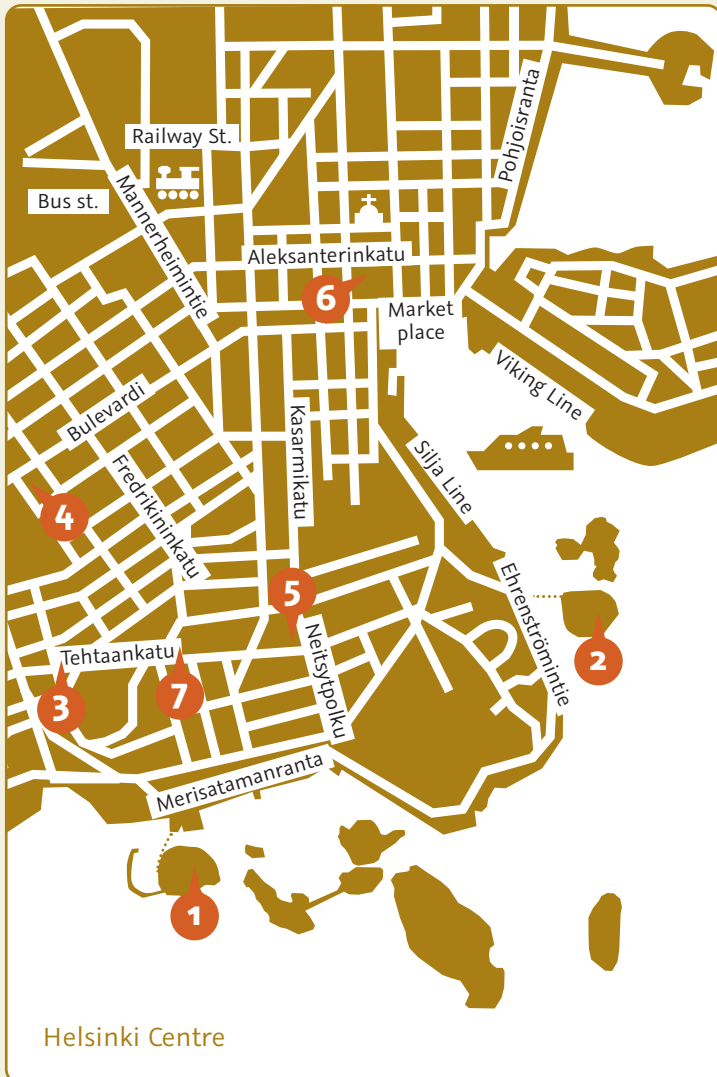 Pohjoisranta
Railway St.
Bus st.
Mannerheimintie
Aleksanterinkatu
6
Market
place
Viking Line
Bulevardi
Kasarmikatu
Silja Line
Fredrikininkatu
4
5
Ehrenströmintie
2
Tehtaankatu
Neitsytpolku
3
7
Merisatamanranta
1
Helsinki Centre